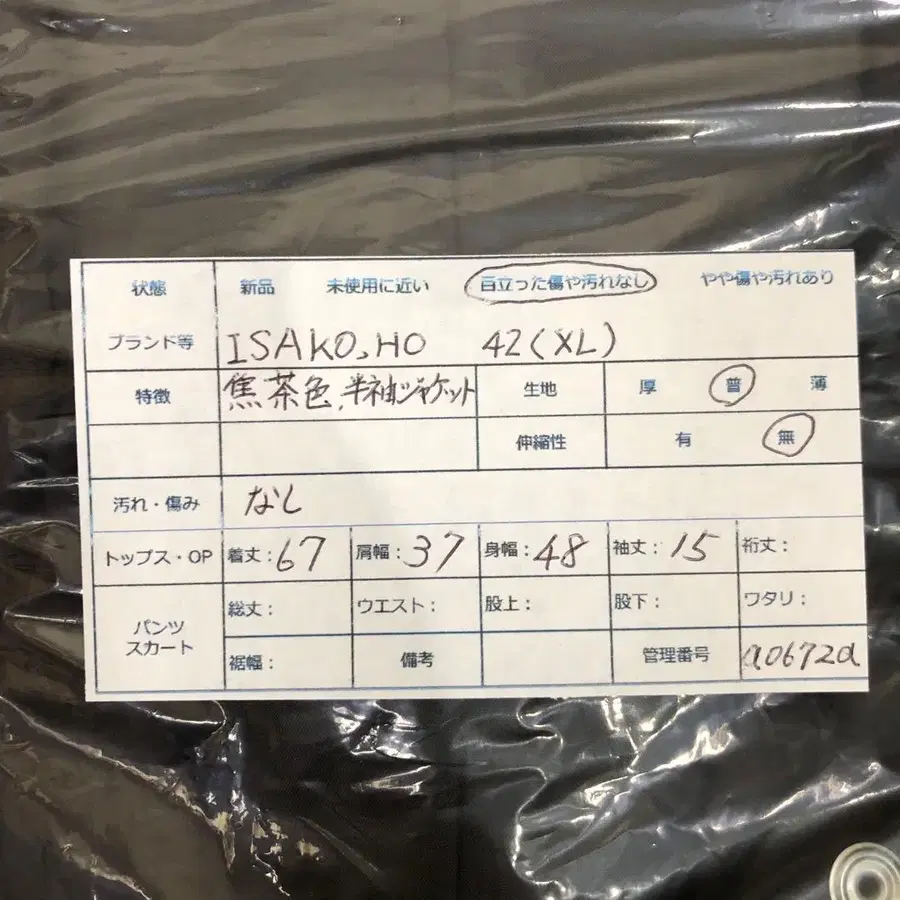 状態 新品 未使用に近い 目立った傷や汚れなし やや傷や汚れあり
ブランド等 ISAKO.HO 42(XL)
特徴 焦茶色、半袖ジャケット 生地 厚 普 薄
伸縮性 有 無
汚れ・傷み なし
トップス・OP 着丈:67 肩幅:37 身幅:48 袖丈:15 裄丈:
パンツ
スカート
総丈: ウエスト: 股上: 股下: ワタリ:
裾幅: 備考 管理番号 a0672a